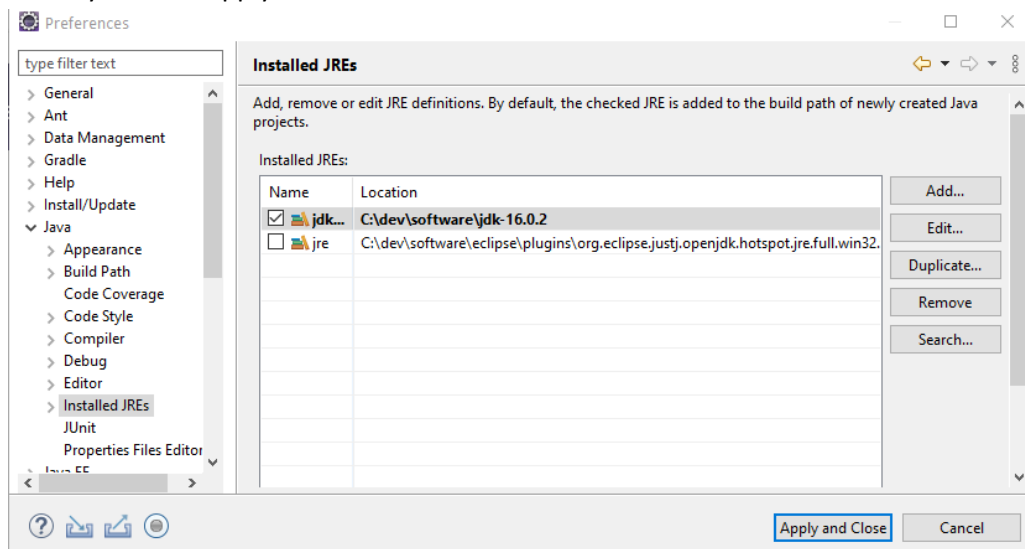 Preferences
type filter text
General
Ant
Data Management
Gradle
Help
Install/Update
Java
Appearance
Build Path
Code Coverage
Code Style
Compiler
Debug
Editor
Installed JREs
JUnit
Properties Files Editor
Java EE
Installed JREs
Add, remove or edit JRE definitions. By default, the checked JRE is added to the build path of newly created Java
projects.
Installed JREs:
Name Location
jdk... C:\dev\software\jdk-16.0.2
jre C:\dev\software\eclipse\plugins\org.eclipse.justj.openjdk.hotspot.jre.full.win32.
Add...
Edit...
Duplicate...
Remove
Search...
Apply and Close Cancel